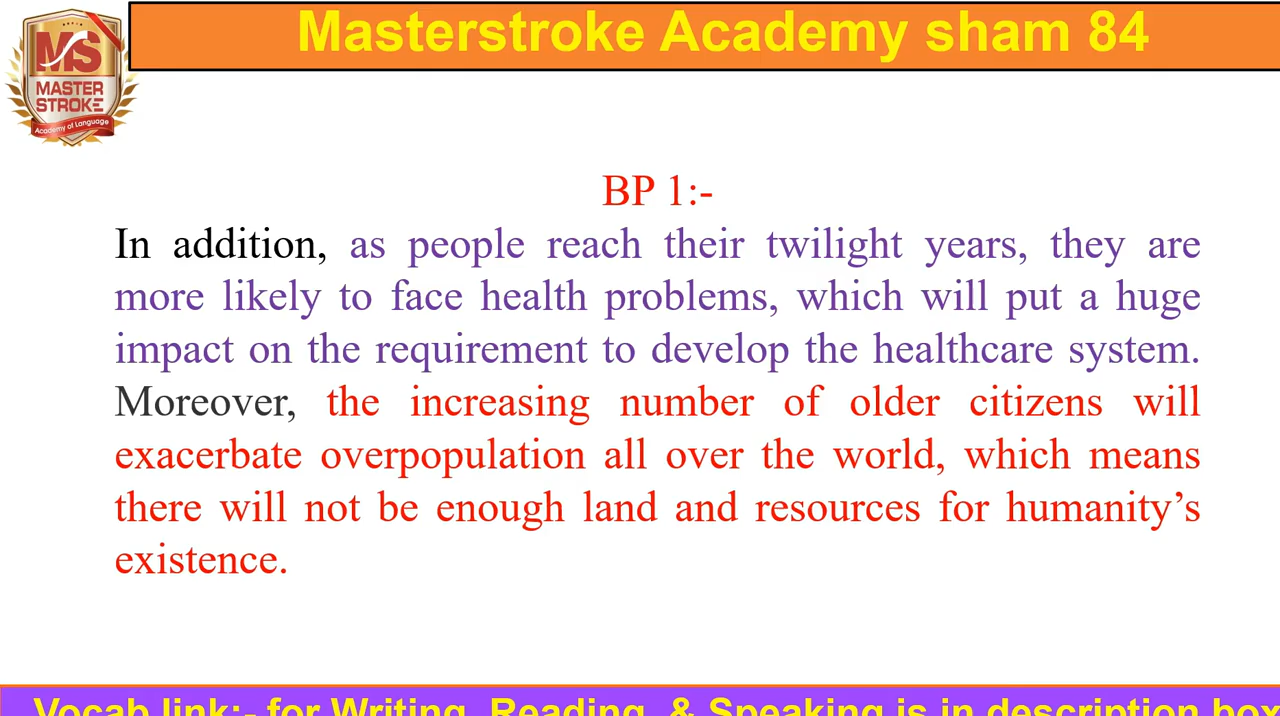 Masterstroke Academy sham 84
MS
MASTER
STROKE
Academy of Language
BP 1:-
In addition, as people reach their twilight years, they are
more likely to face health problems, which will put a huge
impact on the requirement to develop the healthcare system.
Moreover, the increasing number of older citizens will
exacerbate overpopulation all over the world, which means
there will not be enough land and resources for humanity’s
existence.
Vocab link:- for Writing, Reading, & Speaking is in description box